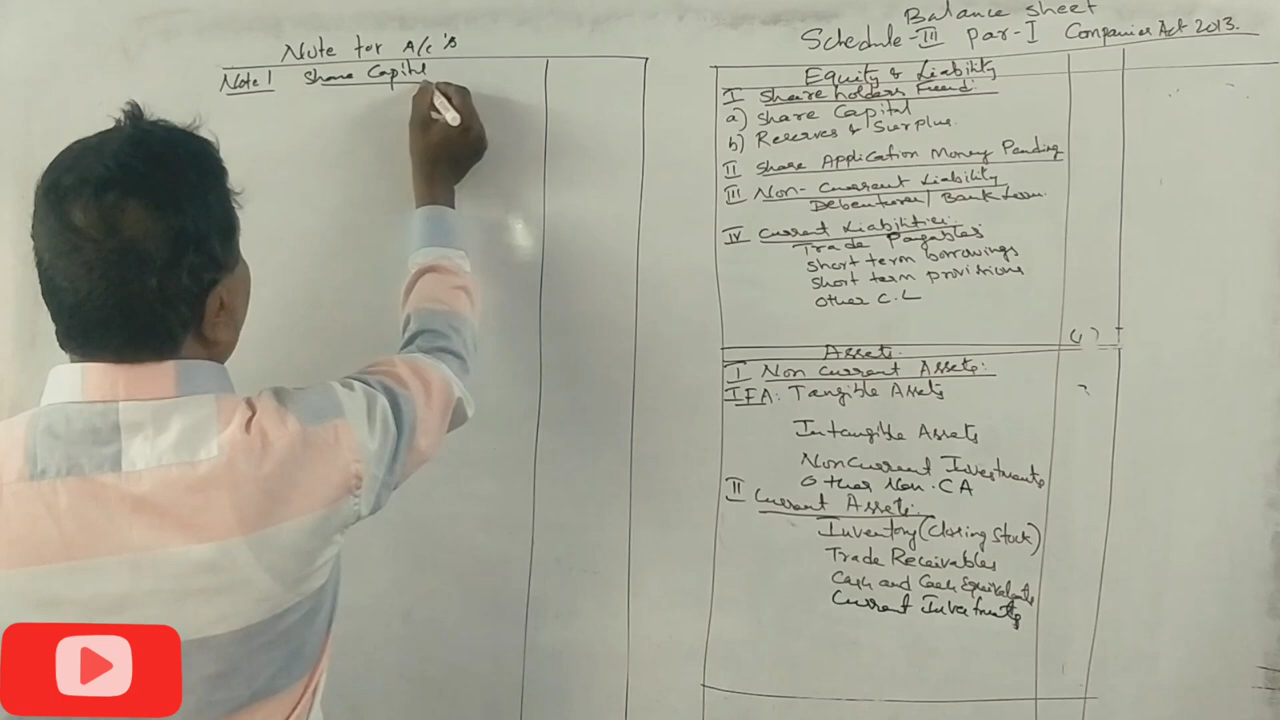 Note for A/c's
Note 1 Share Capital
Balance sheet
Schedule-III par-I Companies Act 2013.
Equity & Liability
I Share holders Fund:
a) Share Capital
b) Reserves & Surplus
II Share Application Money Pending
III Non-Current Liability
Debentures/ Bank term.
IV Current Liabilities:
Trade Payables
Short term borrowings
Short term provisions
Other C.L
Assets.
I Non Current Assets:
I FA: Tangible Assets
Intangible Assets
Noncurrent Investments
Other Non. CA
II Current Assets:
Inventory (Closing Stock)
Trade Receivables
Cash and Cash Equivalents
Current Investments